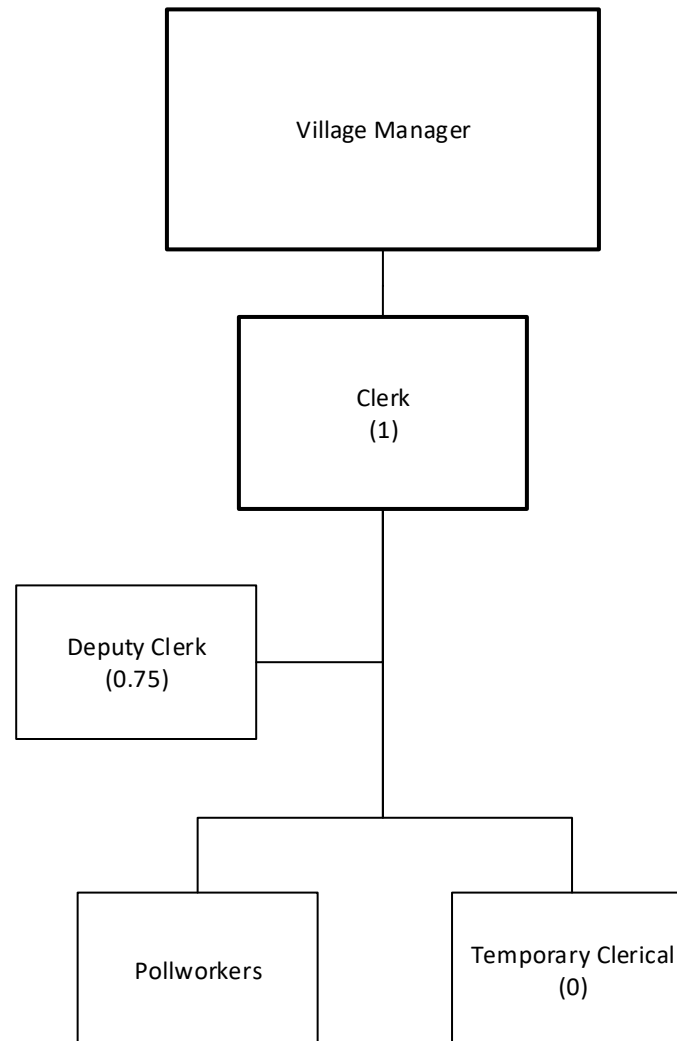 Village Manager
Clerk
(1)
Deputy Clerk
(0.75)
Pollworkers
Temporary Clerical
(0)